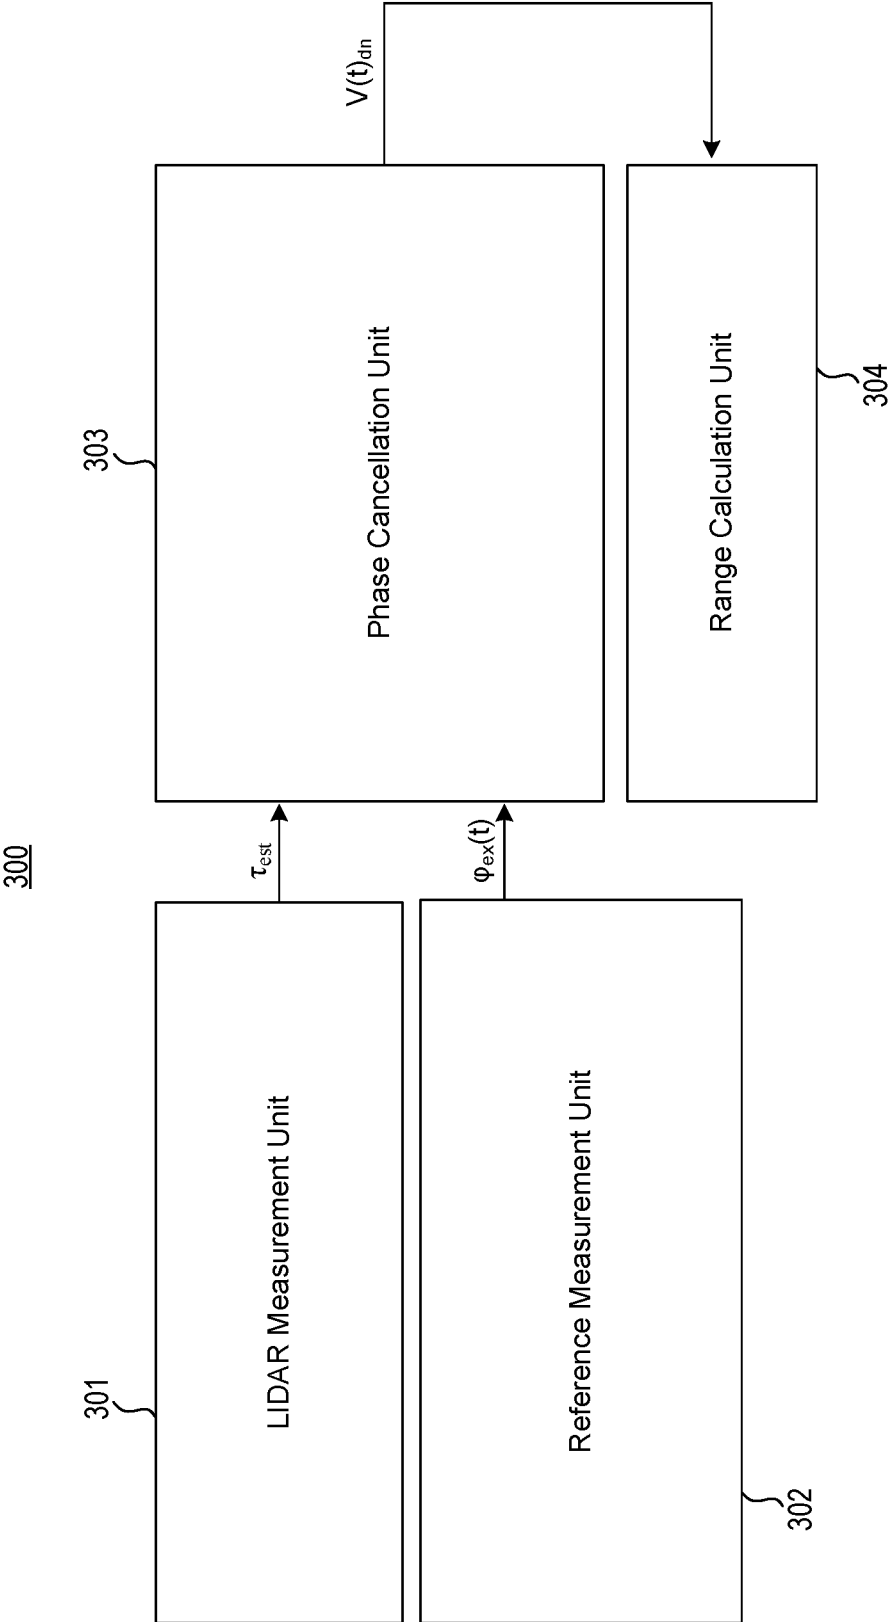 300
301
LIDAR Measurement Unit
τest
303
Phase Cancellation Unit
V(t)dn
302
Reference Measurement Unit
φex(t)
Range Calculation Unit
304